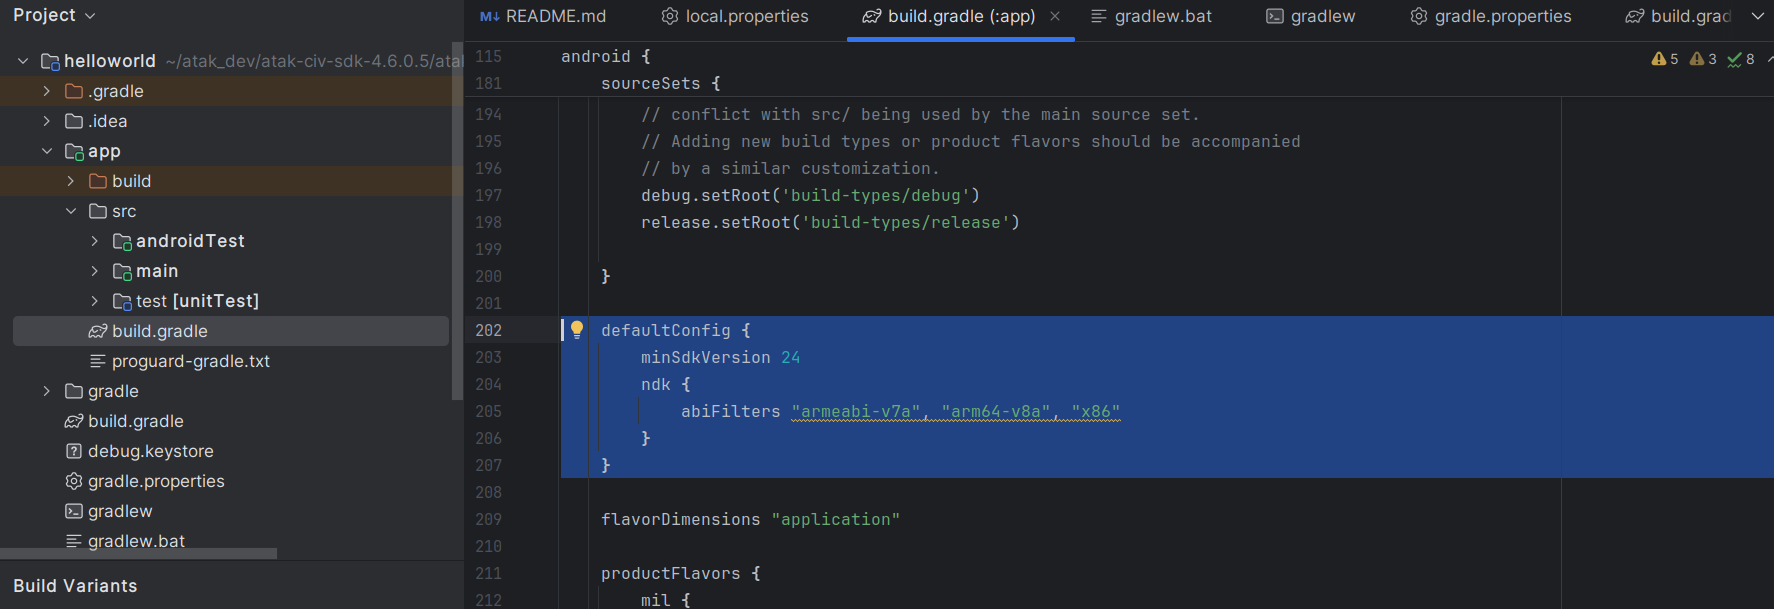 Project
README.md
local.properties
build.gradle (:app)
gradlew.bat
gradlew
gradle.properties
build.grad
helloworld ~/atak_dev/atak-civ-sdk-4.6.0.5/atal
.gradle
.idea
app
build
src
androidTest
main
test [unitTest]
build.gradle
proguard-gradle.txt
gradle
build.gradle
debug.keystore
gradle.properties
gradlew
gradlew.bat
Build Variants
5 3 8
115 android {
181 sourceSets {
194 // conflict with src/ being used by the main source set.
195 // Adding new build types or product flavors should be accompanied
196 // by a similar customization.
197 debug.setRoot('build-types/debug')
198 release.setRoot('build-types/release')
199
200 }
201
202 defaultConfig {
203 minSdkVersion 24
204 ndk {
205 abiFilters "armeabi-v7a", "arm64-v8a", "x86"
206 }
207 }
208
209 flavorDimensions "application"
210
211 productFlavors {
212 mil {